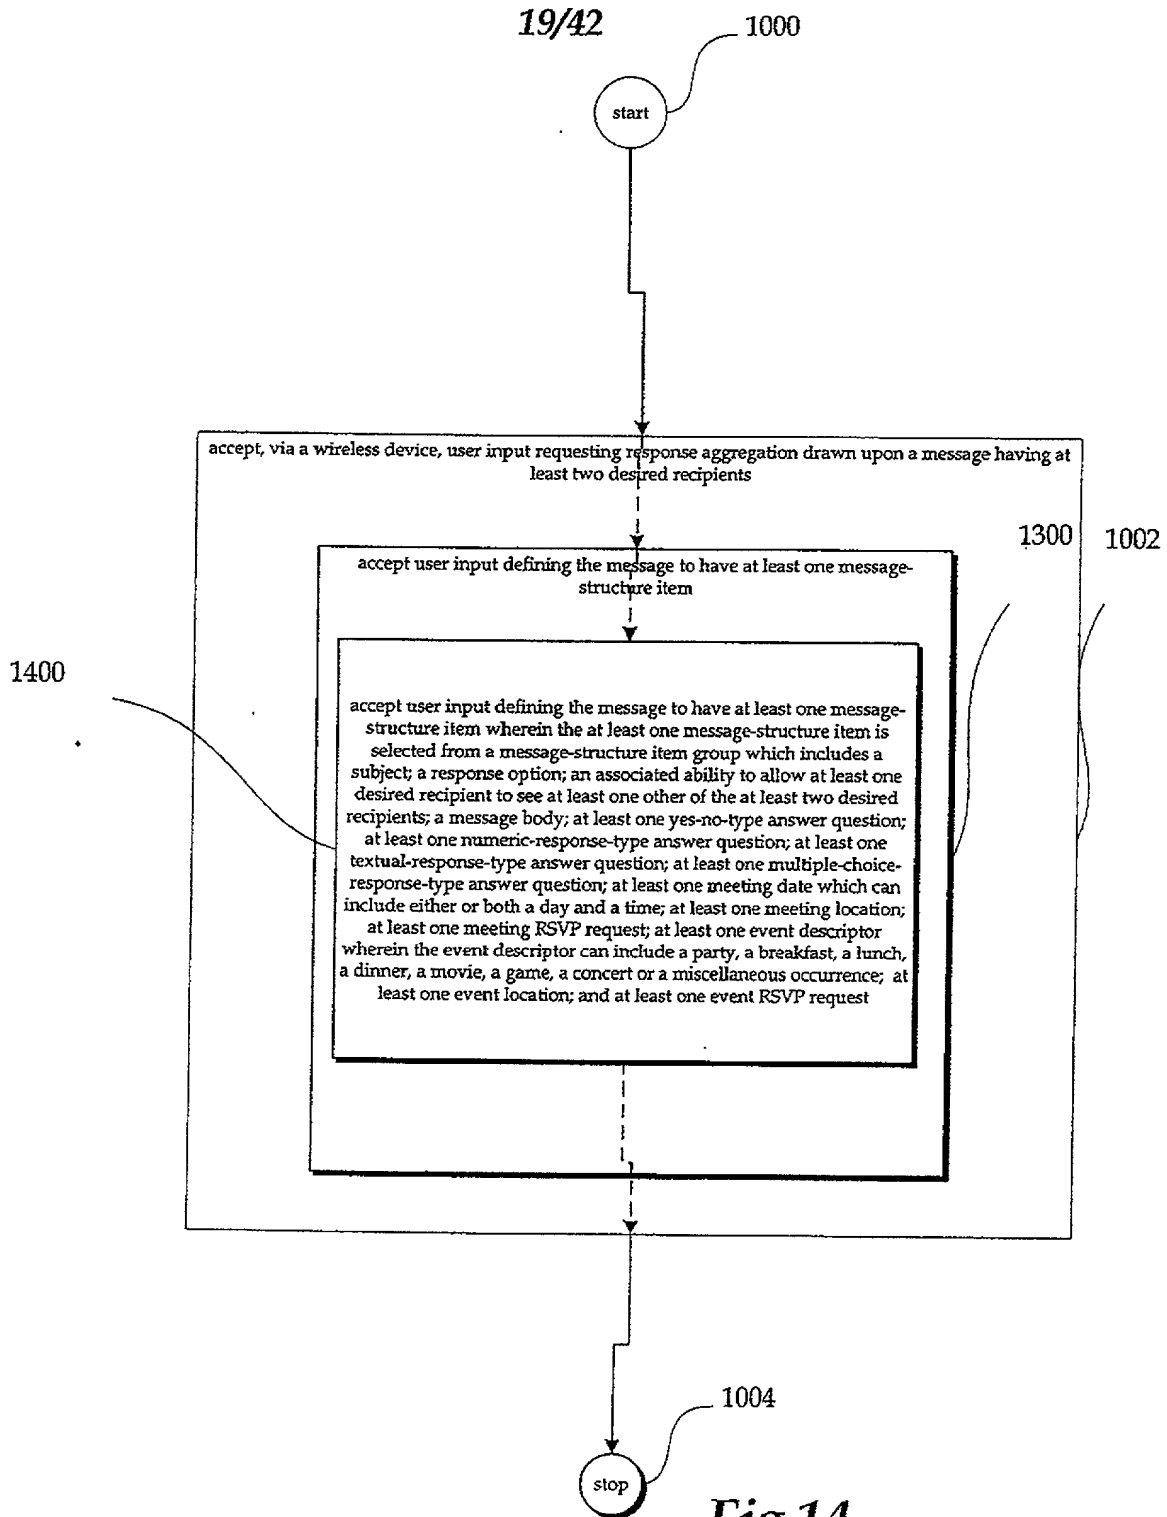 19/42
1000
start
accept, via a wireless device, user input requesting response aggregation drawn upon a message having at
least two desired recipients
1300
1002
accept user input defining the message to have at least one message-
structure item
1400
accept user input defining the message to have at least one message-
structure item wherein the at least one message-structure item is
selected from a message-structure item group which includes a
subject; a response option; an associated ability to allow at least one
desired recipient to see at least one other of the at least two desired
recipients; a message body; at least one yes-no-type answer question;
at least one numeric-response-type answer question; at least one
textual-response-type answer question; at least one multiple-choice-
response-type answer question; at least one meeting date which can
include either or both a day and a time; at least one meeting location;
at least one meeting RSVP request; at least one event descriptor
wherein the event descriptor can include a party, a breakfast, a lunch,
a dinner, a movie, a game, a concert or a miscellaneous occurrence; at
least one event location; and at least one event RSVP request
1004
stop
Fig 14